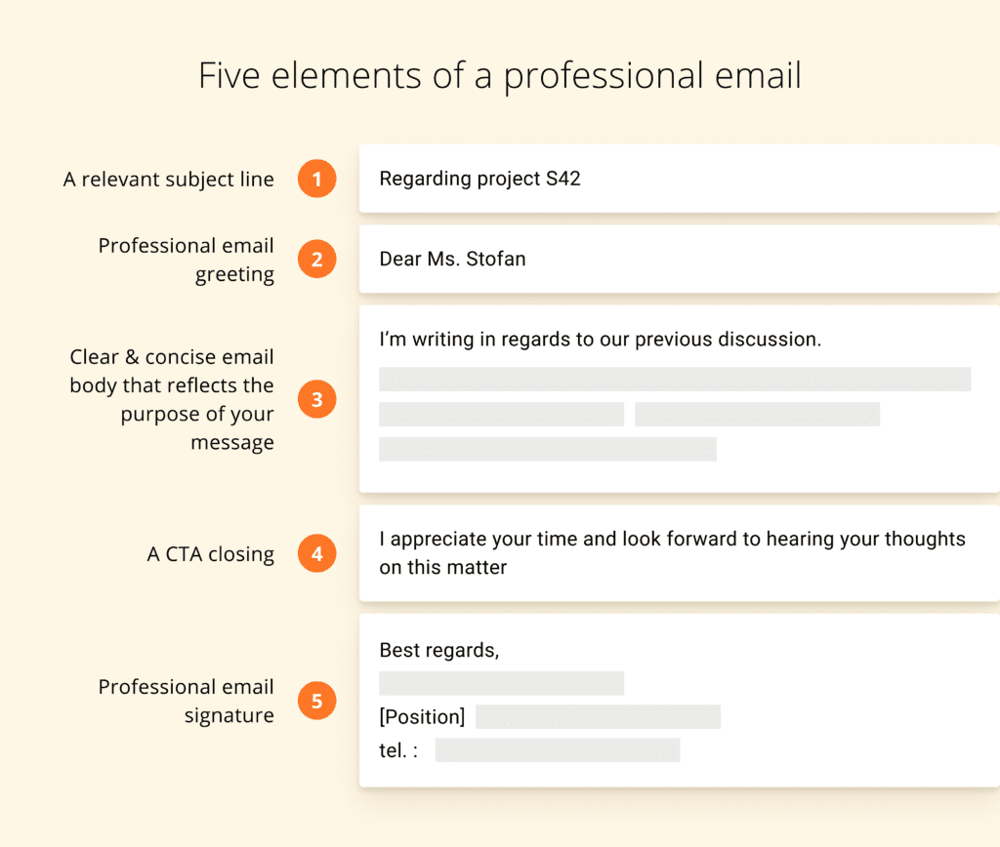 Five elements of a professional email
A relevant subject line
1
Regarding project S42
Professional email
greeting
2
Dear Ms. Stofan
Clear & concise email
body that reflects the
purpose of your
message
3
I’m writing in regards to our previous discussion.
A CTA closing
4
I appreciate your time and look forward to hearing your thoughts
on this matter
Professional email
signature
5
Best regards,
[Position]
tel. :